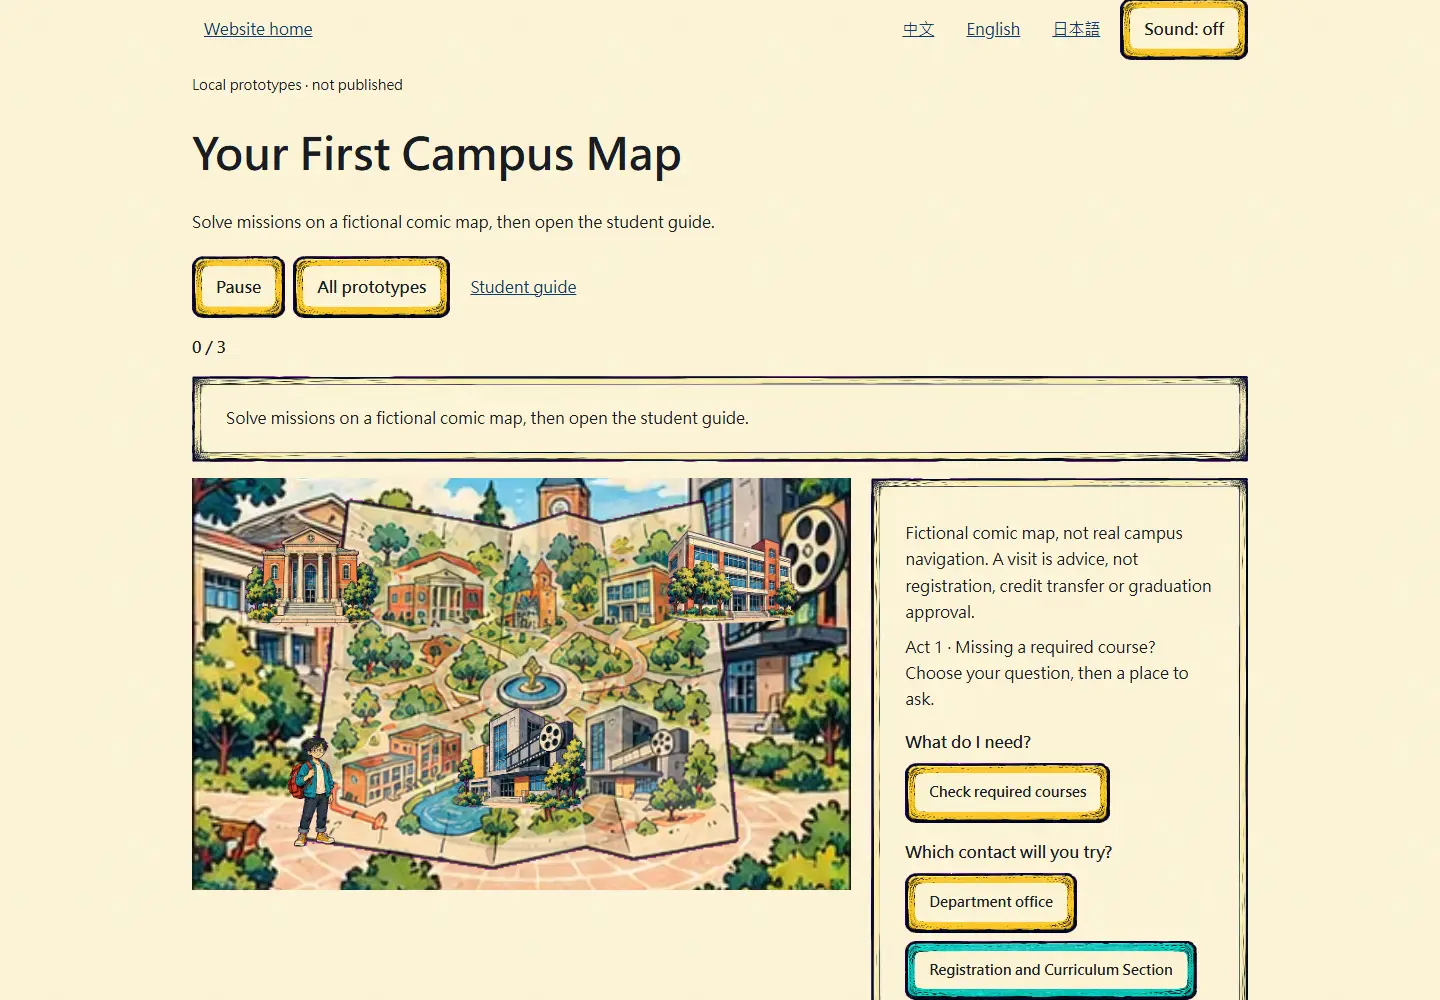 Website home
中文
English
日本語
Sound: off
Local prototypes · not published
Your First Campus Map
Solve missions on a fictional comic map, then open the student guide.
Pause
All prototypes
Student guide
0 / 3
Solve missions on a fictional comic map, then open the student guide.
Fictional comic map, not real campus
navigation. A visit is advice, not
registration, credit transfer or graduation
approval.
Act 1 · Missing a required course?
Choose your question, then a place to
ask.
What do I need?
Check required courses
Which contact will you try?
Department office
Registration and Curriculum Section